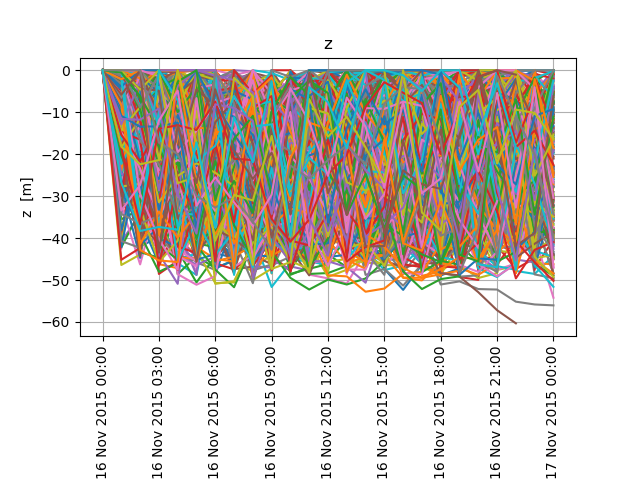 z
0
−10
−20
−30
−40
−50
−60
z [m]
16 Nov 2015 00:00
16 Nov 2015 03:00
16 Nov 2015 06:00
16 Nov 2015 09:00
16 Nov 2015 12:00
16 Nov 2015 15:00
16 Nov 2015 18:00
16 Nov 2015 21:00
17 Nov 2015 00:00